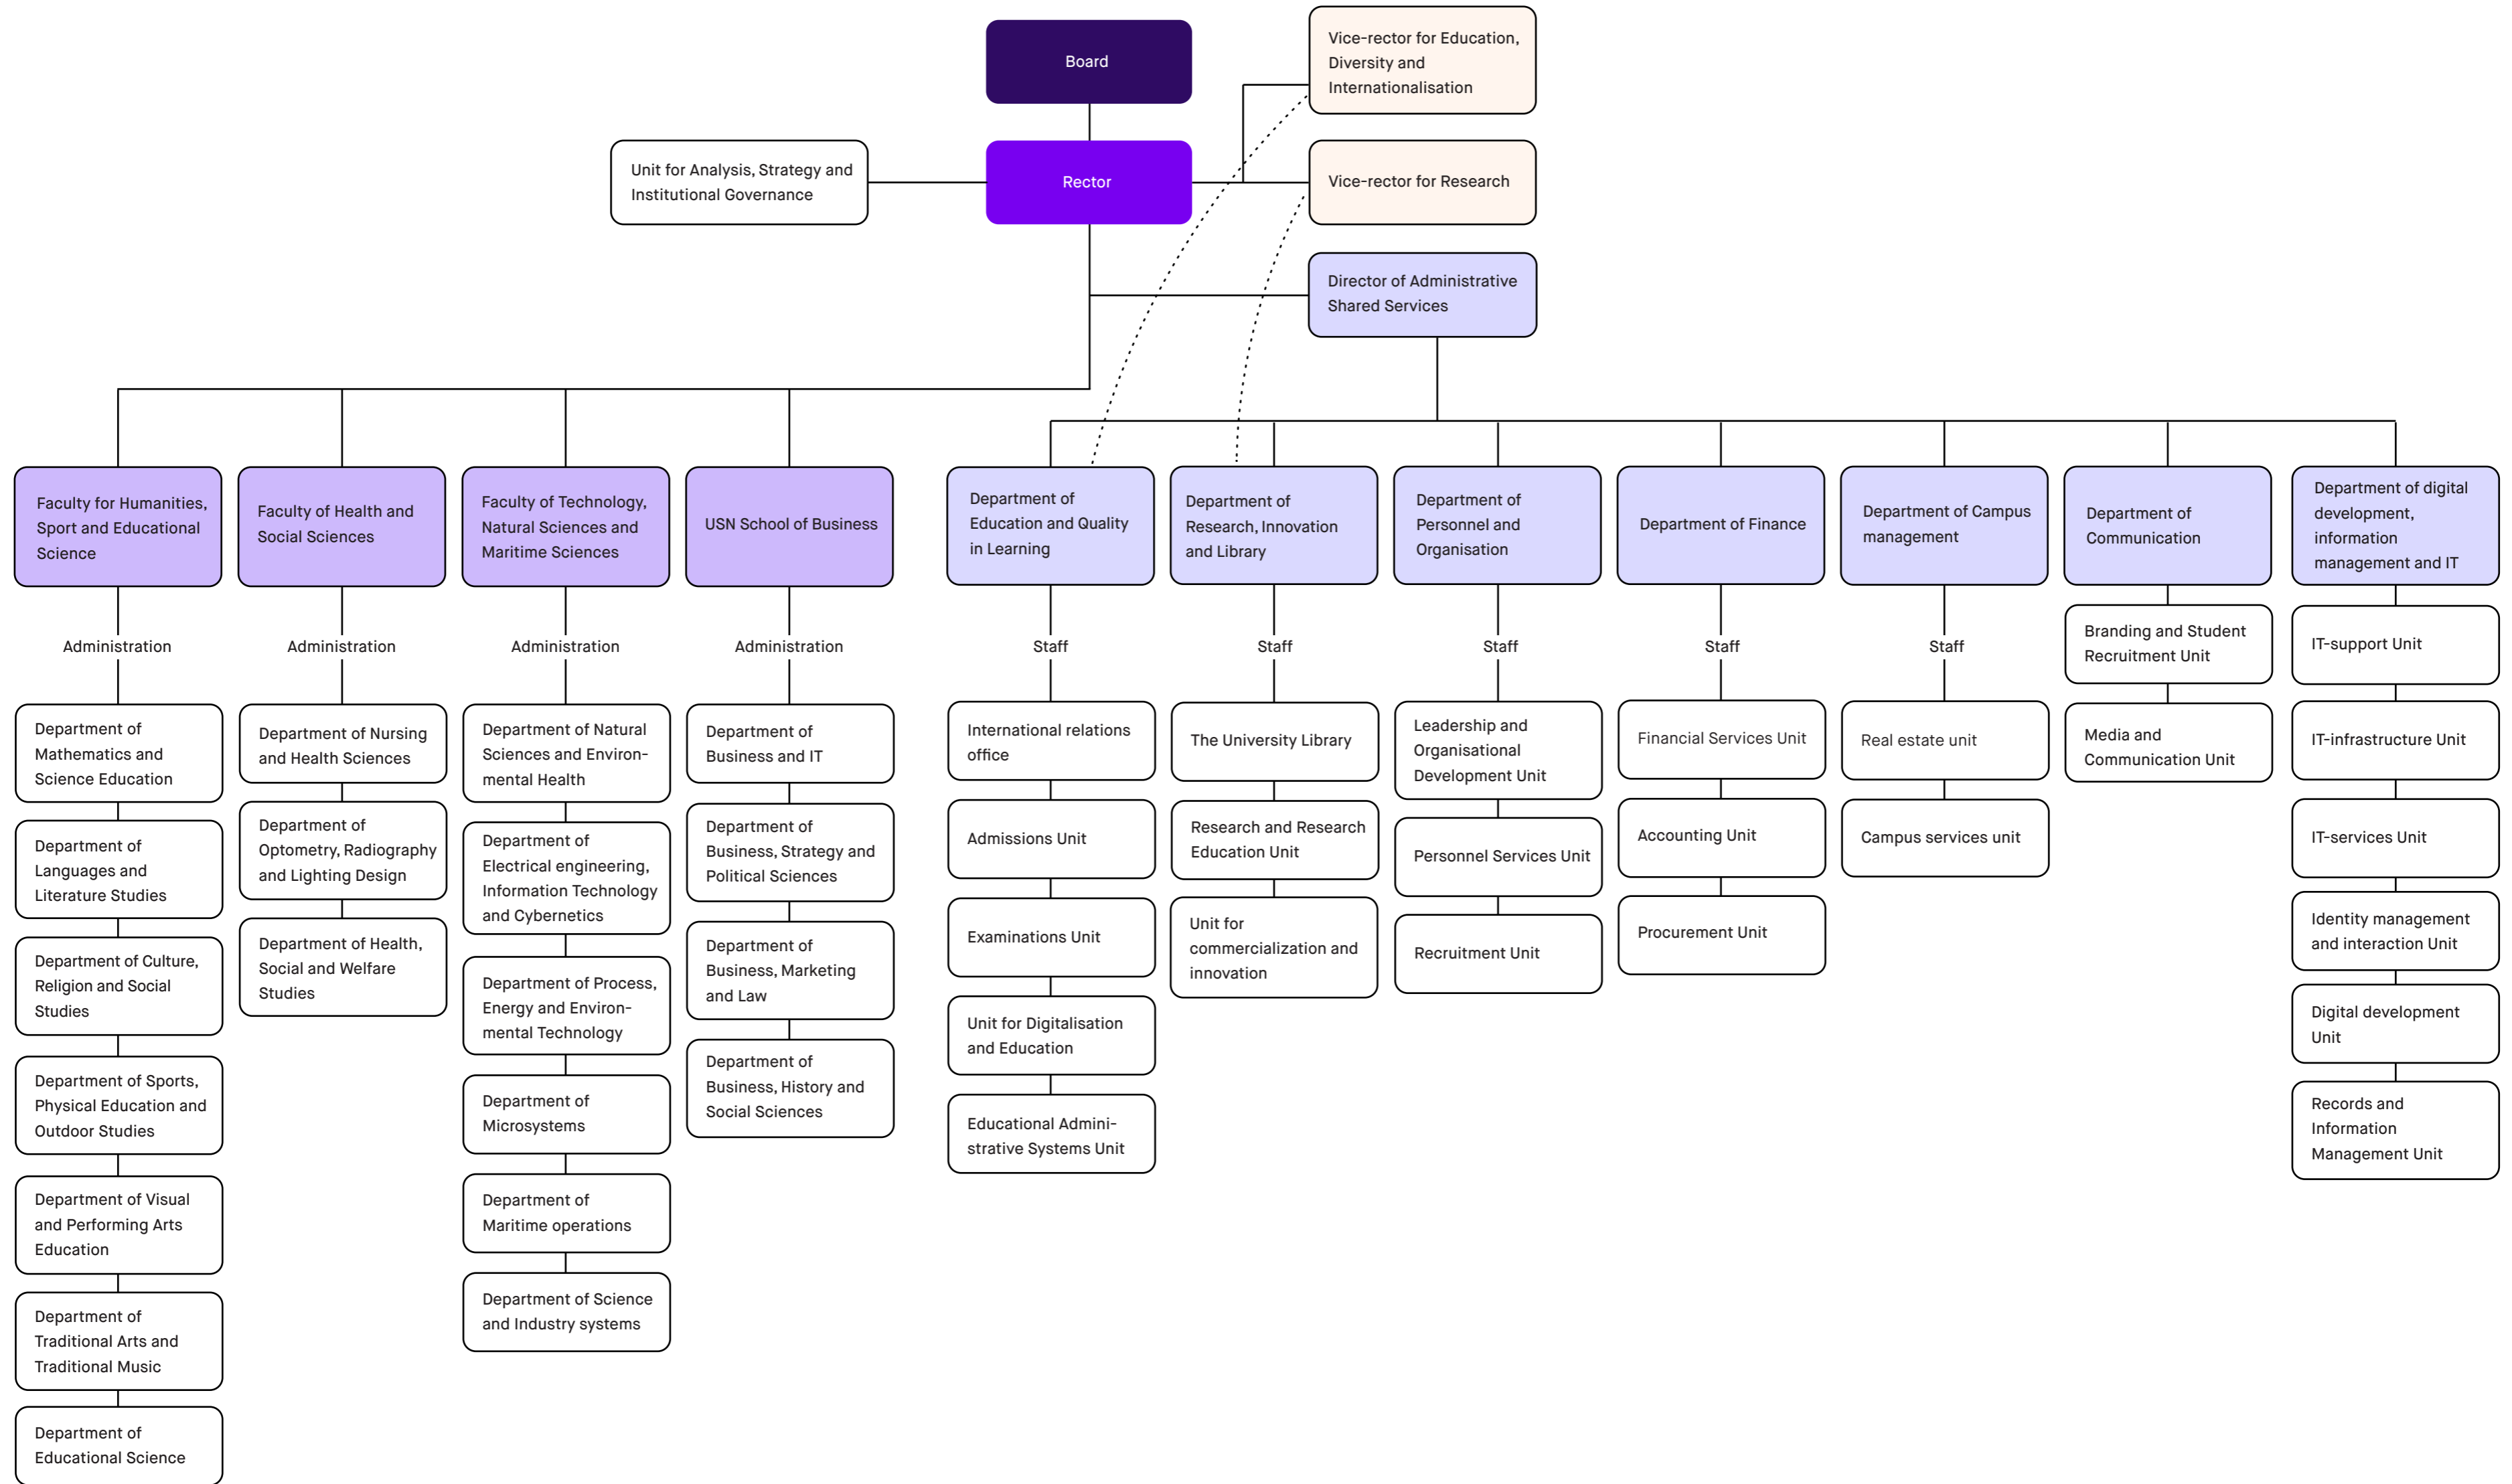 Board
Vice-rector for Education,
Diversity and
Internationalisation
Unit for Analysis, Strategy and
Institutional Governance
Rector
Vice-rector for Research
Director of Administrative
Shared Services
Faculty for Humanities,
Sport and Educational
Science
Administration
Department of
Mathematics and
Science Education
Department of
Languages and
Literature Studies
Department of Culture,
Religion and Social
Studies
Department of Sports,
Physical Education and
Outdoor Studies
Department of Visual
and Performing Arts
Education
Department of
Traditional Arts and
Traditional Music
Department of
Educational Science
Faculty of Health and
Social Sciences
Administration
Department of Nursing
and Health Sciences
Department of
Optometry, Radiography
and Lighting Design
Department of Health,
Social and Welfare
Studies
Faculty of Technology,
Natural Sciences and
Maritime Sciences
Administration
Department of Natural
Sciences and Environ-
mental Health
Department of
Electrical engineering,
Information Technology
and Cybernetics
Department of Process,
Energy and Environ-
mental Technology
Department of
Microsystems
Department of
Maritime operations
Department of Science
and Industry systems
USN School of Business
Administration
Department of
Business and IT
Department of
Business, Strategy and
Political Sciences
Department of
Business, Marketing
and Law
Department of
Business, History and
Social Sciences
Department of
Education and Quality
in Learning
Staff
International relations
office
Admissions Unit
Examinations Unit
Unit for Digitalisation
and Education
Educational Admini-
strative Systems Unit
Department of
Research, Innovation
and Library
Staff
The University Library
Research and Research
Education Unit
Unit for
commercialization and
innovation
Department of
Personnel and
Organisation
Staff
Leadership and
Organisational
Development Unit
Personnel Services Unit
Recruitment Unit
Department of Finance
Staff
Financial Services Unit
Accounting Unit
Procurement Unit
Department of Campus
management
Staff
Real estate unit
Campus services unit
Department of
Communication
Branding and Student
Recruitment Unit
Media and
Communication Unit
Department of digital
development,
information
management and IT
IT-support Unit
IT-infrastructure Unit
IT-services Unit
Identity management
and interaction Unit
Digital development
Unit
Records and
Information
Management Unit